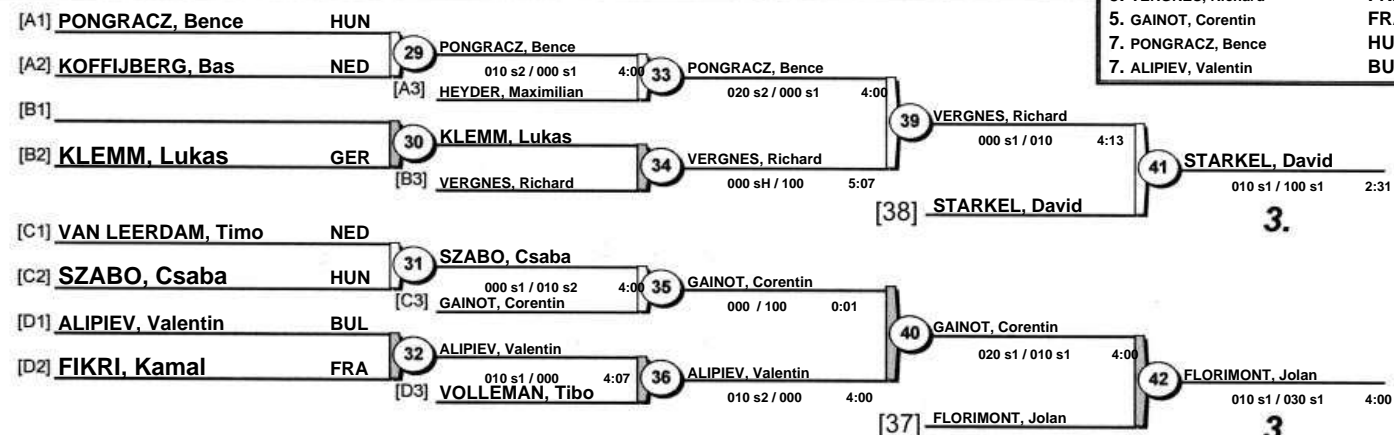 5. GAINOT, Corentin
7. PONGRACZ, Bence HU
7. ALIPIEV, Valentin BU
[A1] PONGRACZ, Bence HUN
[A2] KOFFIJBERG, Bas NED
29
PONGRACZ, Bence
010 s2 / 000 s1 4:00
[A3] HEYDER, Maximilian
33
PONGRACZ, Bence
020 s2 / 000 s1 4:00
[B1]
[B2] KLEMM, Lukas GER
30
KLEMM, Lukas
[B3] VERGNES, Richard
34
VERGNES, Richard
000 sH / 100 5:07
39
VERGNES, Richard
000 s1 / 010 4:13
[38] STARKEL, David
41
STARKEL, David
010 s1 / 100 s1 2:31
3.
[C1] VAN LEERDAM, Timo NED
[C2] SZABO, Csaba HUN
31
SZABO, Csaba
000 s1 / 010 s2 4:00
[C3] GAINOT, Corentin
35
GAINOT, Corentin
000 / 100 0:01
[D1] ALIPIEV, Valentin BUL
[D2] FIKRI, Kamal FRA
32
ALIPIEV, Valentin
010 s1 / 000 4:07
[D3] VOLLEMAN, Tibo
36
ALIPIEV, Valentin
010 s2 / 000 4:00
40
GAINOT, Corentin
020 s1 / 010 s1 4:00
[37] FLORIMONT, Jolan
42
FLORIMONT, Jolan
010 s1 / 030 s1 4:00
3